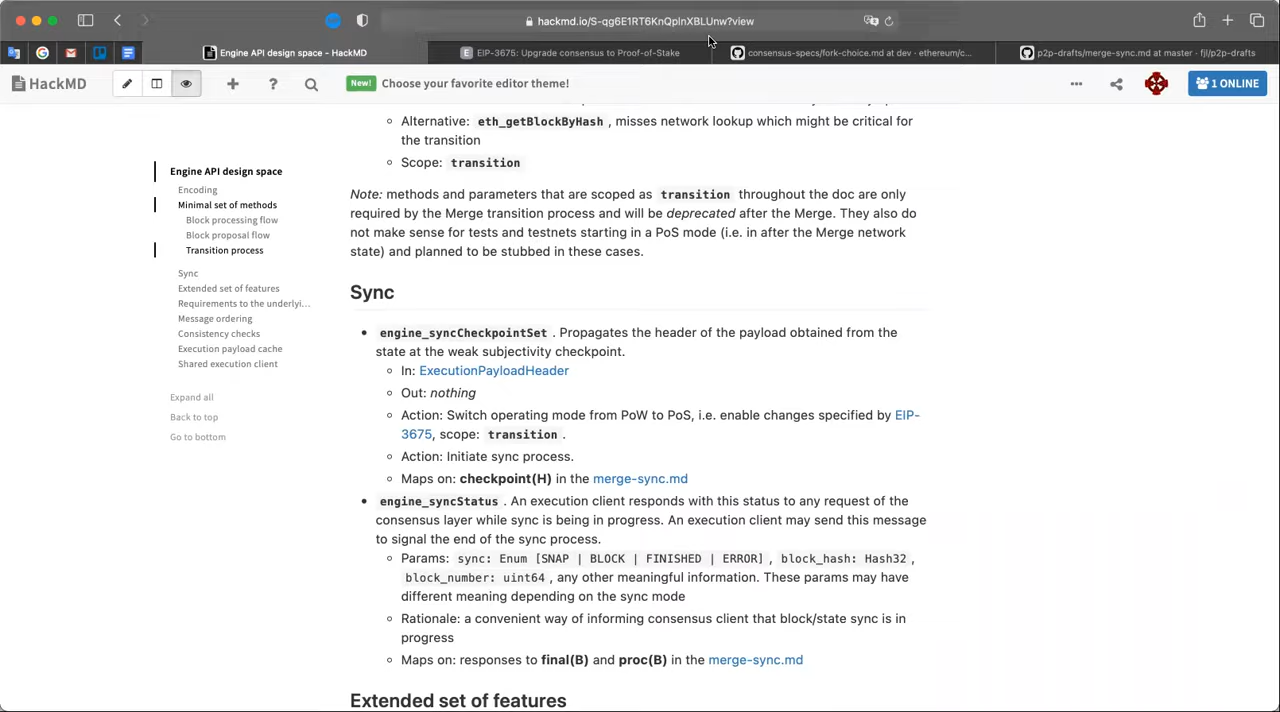 hackmd.io/S-qg6E1RT6KnQplnXBLUnw?view
Engine API design space - HackMD
EIP-3675: Upgrade consensus to Proof-of-Stake
consensus-specs/fork-choice.md at dev · ethereum/c...
p2p-drafts/merge-sync.md at master · fjl/p2p-drafts
HackMD
New! Choose your favorite editor theme!
1 ONLINE
Engine API design space
Encoding
Minimal set of methods
Block processing flow
Block proposal flow
Transition process
Sync
Extended set of features
Requirements to the underlyi...
Message ordering
Consistency checks
Execution payload cache
Shared execution client
Expand all
Back to top
Go to bottom
Alternative: eth_getBlockByHash , misses network lookup which might be critical for
the transition
Scope: transition
Note: methods and parameters that are scoped as transition throughout the doc are only
required by the Merge transition process and will be deprecated after the Merge. They also do
not make sense for tests and testnets starting in a PoS mode (i.e. in after the Merge network
state) and planned to be stubbed in these cases.
Sync
engine_syncCheckpointSet . Propagates the header of the payload obtained from the
state at the weak subjectivity checkpoint.
In: ExecutionPayloadHeader
Out: nothing
Action: Switch operating mode from PoW to PoS, i.e. enable changes specified by EIP-
3675, scope: transition .
Action: Initiate sync process.
Maps on: checkpoint(H) in the merge-sync.md
engine_syncStatus . An execution client responds with this status to any request of the
consensus layer while sync is being in progress. An execution client may send this message
to signal the end of the sync process.
Params: sync: Enum [SNAP | BLOCK | FINISHED | ERROR] , block_hash: Hash32 ,
block_number: uint64 , any other meaningful information. These params may have
different meaning depending on the sync mode
Rationale: a convenient way of informing consensus client that block/state sync is in
progress
Maps on: responses to final(B) and proc(B) in the merge-sync.md
Extended set of features